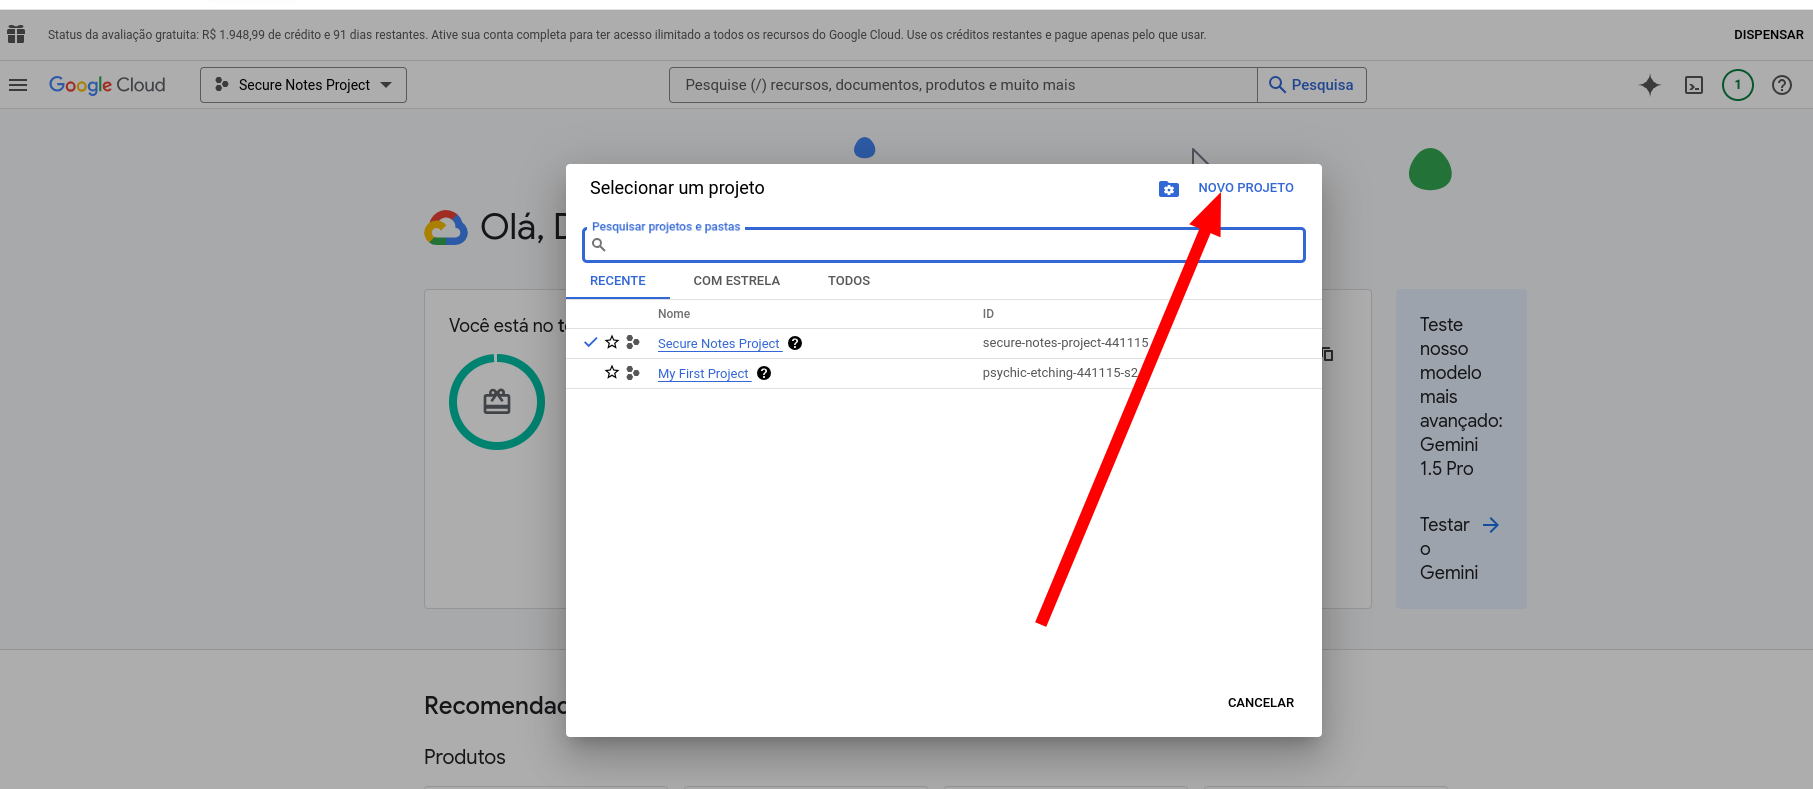 Status da avaliação gratuita: R$ 1.948,99 de crédito e 91 dias restantes. Ative sua conta completa para ter acesso ilimitado a todos os recursos do Google Cloud. Use os créditos restantes e pague apenas pelo que usar.
DISPENSAR
Google Cloud
Secure Notes Project
Pesquise (/) recursos, documentos, produtos e muito mais
Pesquisa
1
Selecionar um projeto
NOVO PROJETO
Olá, D
Pesquisar projetos e pastas
RECENTE COM ESTRELA TODOS
Nome ID
Secure Notes Project secure-notes-project-441115
My First Project psychic-etching-441115-s2
Você está no t
Teste
nosso
modelo
mais
avançado:
Gemini
1.5 Pro
Testar
o
Gemini
CANCELAR
Recomendad
Produtos